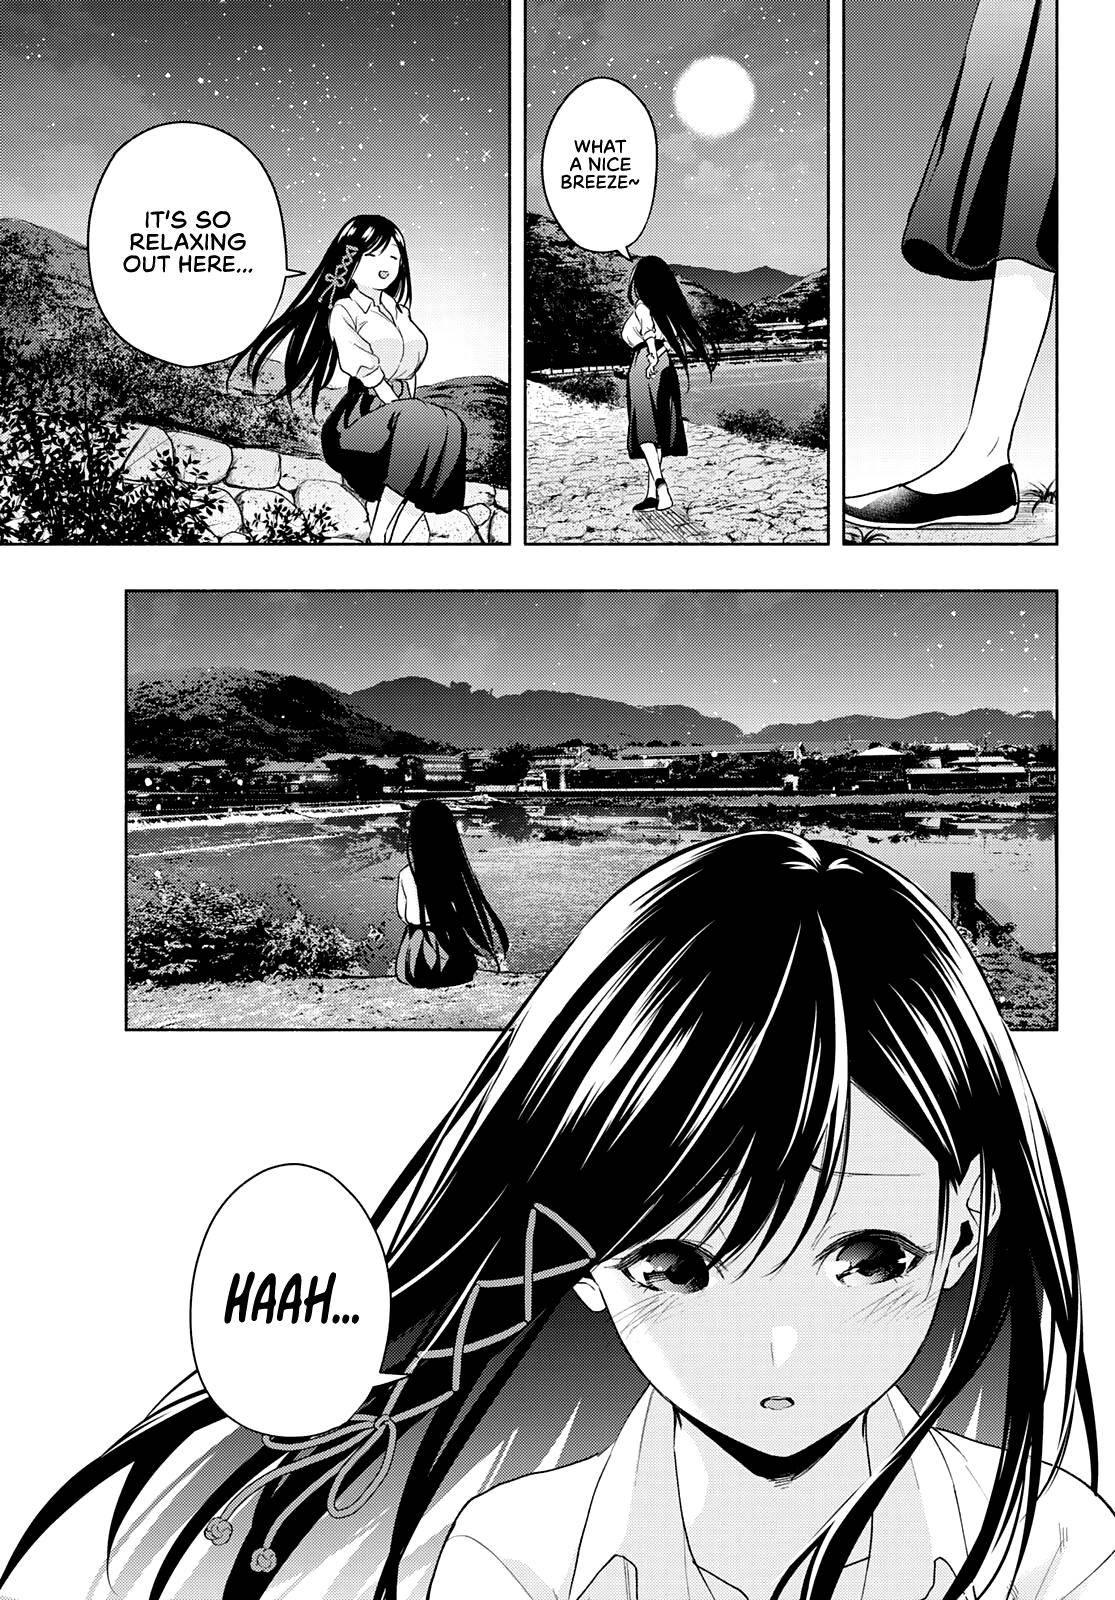 WHAT
A NICE
BREEZE~
IT'S SO
RELAXING
OUT HERE...
HAAH...